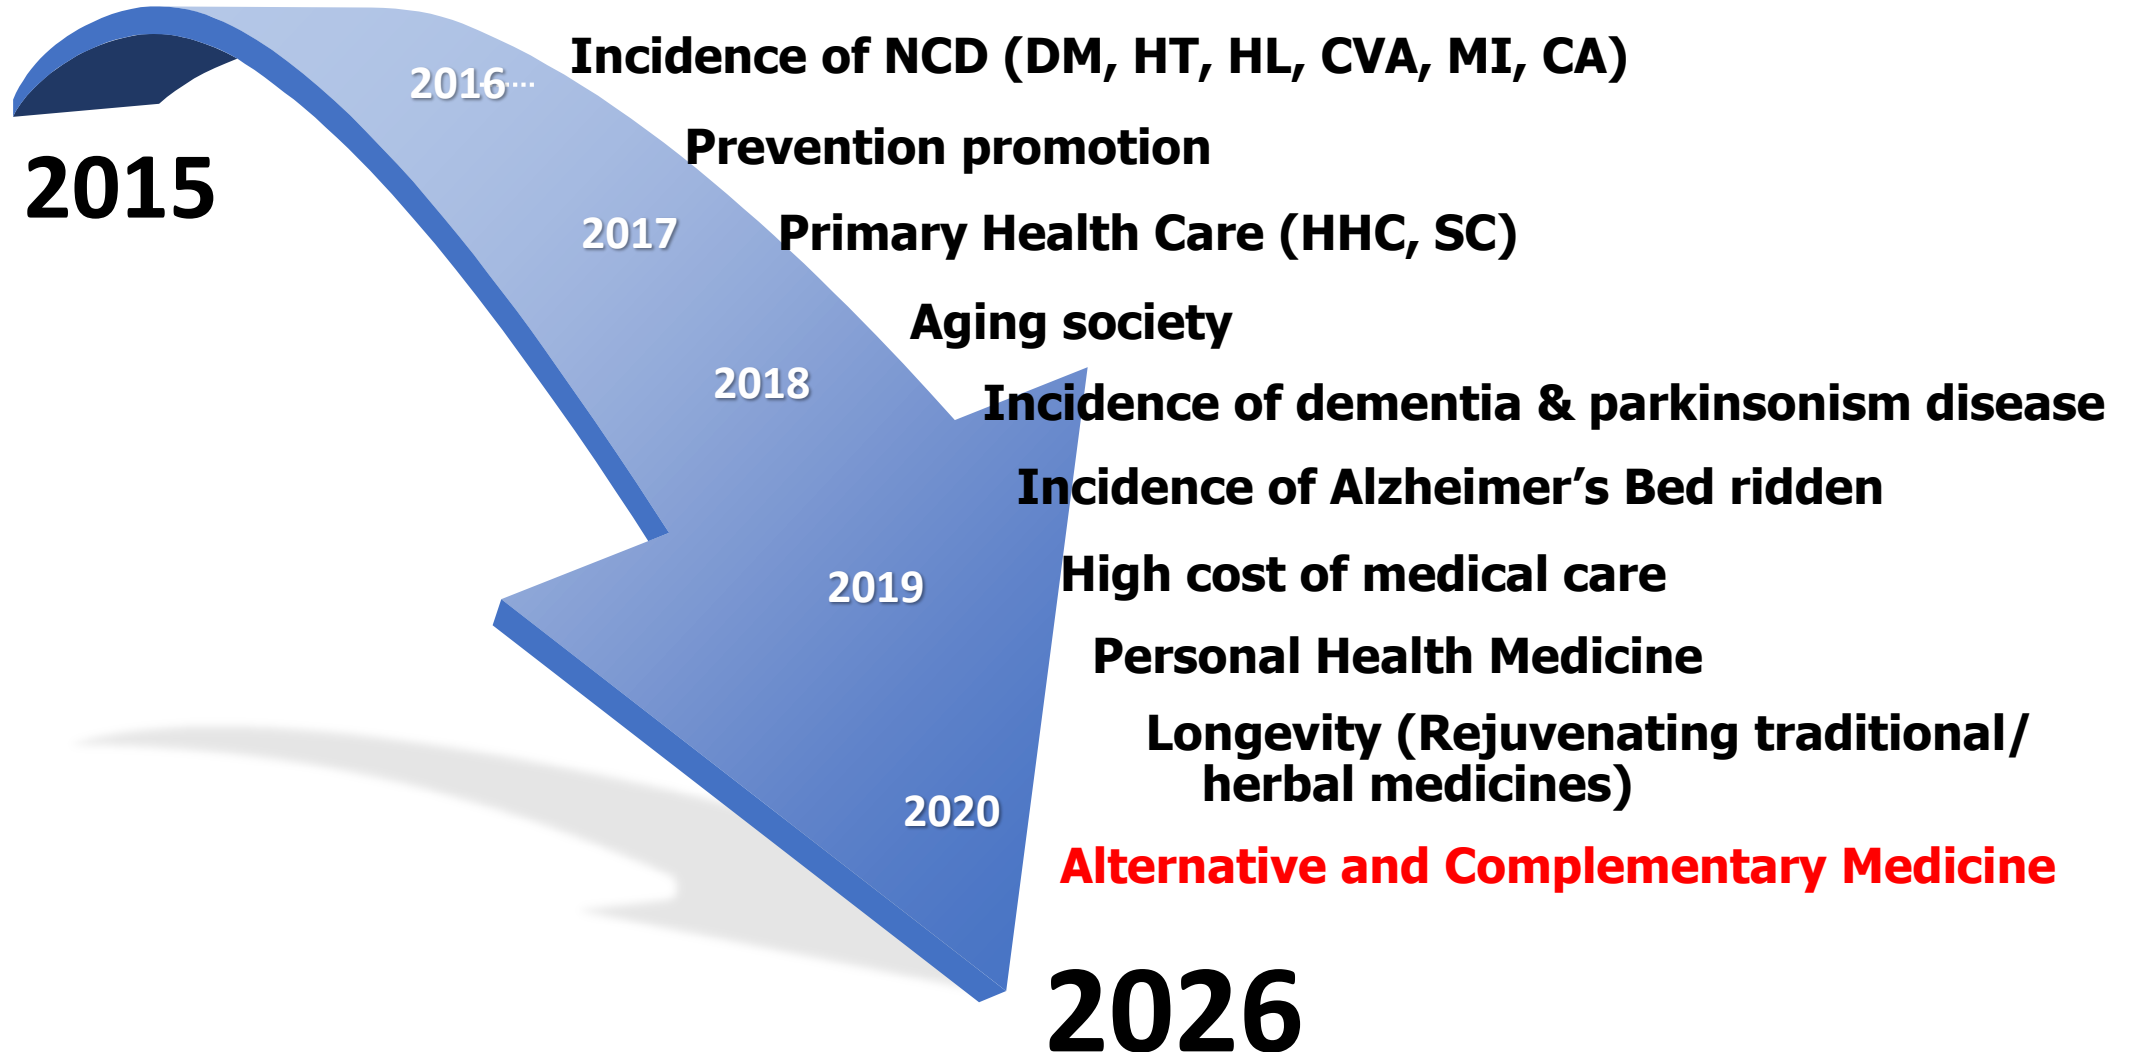 Incidence of NCD (DM, HT, HL, CVA, MI, CA)
2016....
Prevention promotion
2015
2017
Primary Health Care (HHC, SC)
Aging society
2018
Incidence of dementia & parkinsonism disease
Incidence of Alzheimer’s Bed ridden
High cost of medical care
2019
Personal Health Medicine
Longevity (Rejuvenating traditional/
herbal medicines)
2020
Alternative and Complementary Medicine
2026